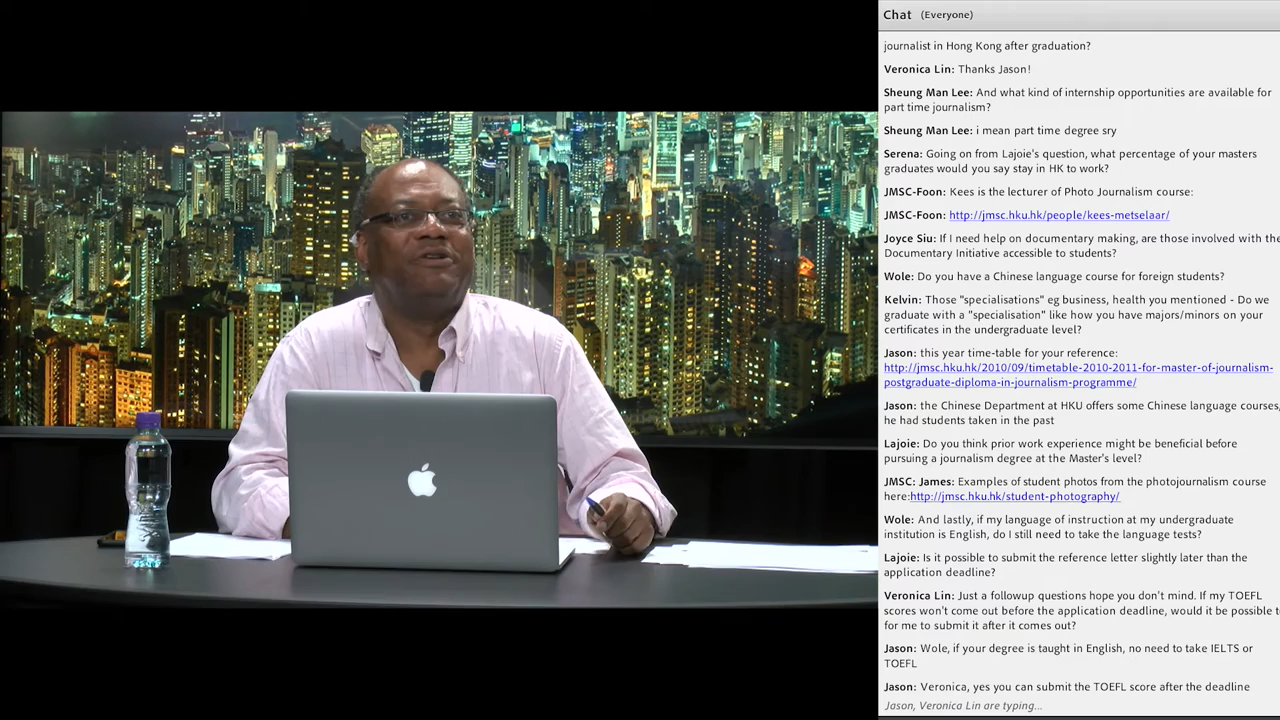 Chat (Everyone)
journalist in Hong Kong after graduation?
Veronica Lin: Thanks Jason!
Sheung Man Lee: And what kind of internship opportunities are available for
part time journalism?
Sheung Man Lee: i mean part time degree sry
Serena: Going on from Lajoie's question, what percentage of your masters
graduates would you say stay in HK to work?
JMSC-Foon: Kees is the lecturer of Photo Journalism course:
JMSC-Foon: http://jmsc.hku.hk/people/kees-metselaar/
Joyce Siu: If I need help on documentary making, are those involved with the
Documentary Initiative accessible to students?
Wole: Do you have a Chinese language course for foreign students?
Kelvin: Those "specialisations" eg business, health you mentioned - Do we
graduate with a "specialisation" like how you have majors/minors on your
certificates in the undergraduate level?
Jason: this year time-table for your reference:
http://jmsc.hku.hk/2010/09/timetable-2010-2011-for-master-of-journalism-
postgraduate-diploma-in-journalism-programme/
Jason: the Chinese Department at HKU offers some Chinese language courses,
he had students taken in the past
Lajoie: Do you think prior work experience might be beneficial before
pursuing a journalism degree at the Master's level?
JMSC: James: Examples of student photos from the photojournalism course
here:http://jmsc.hku.hk/student-photography/
Wole: And lastly, if my language of instruction at my undergraduate
institution is English, do I still need to take the language tests?
Lajoie: Is it possible to submit the reference letter slightly later than the
application deadline?
Veronica Lin: Just a followup questions hope you don't mind. If my TOEFL
scores won't come out before the application deadline, would it be possible t
for me to submit it after it comes out?
Jason: Wole, if your degree is taught in English, no need to take IELTS or
TOEFL
Jason: Veronica, yes you can submit the TOEFL score after the deadline
Jason, Veronica Lin are typing...